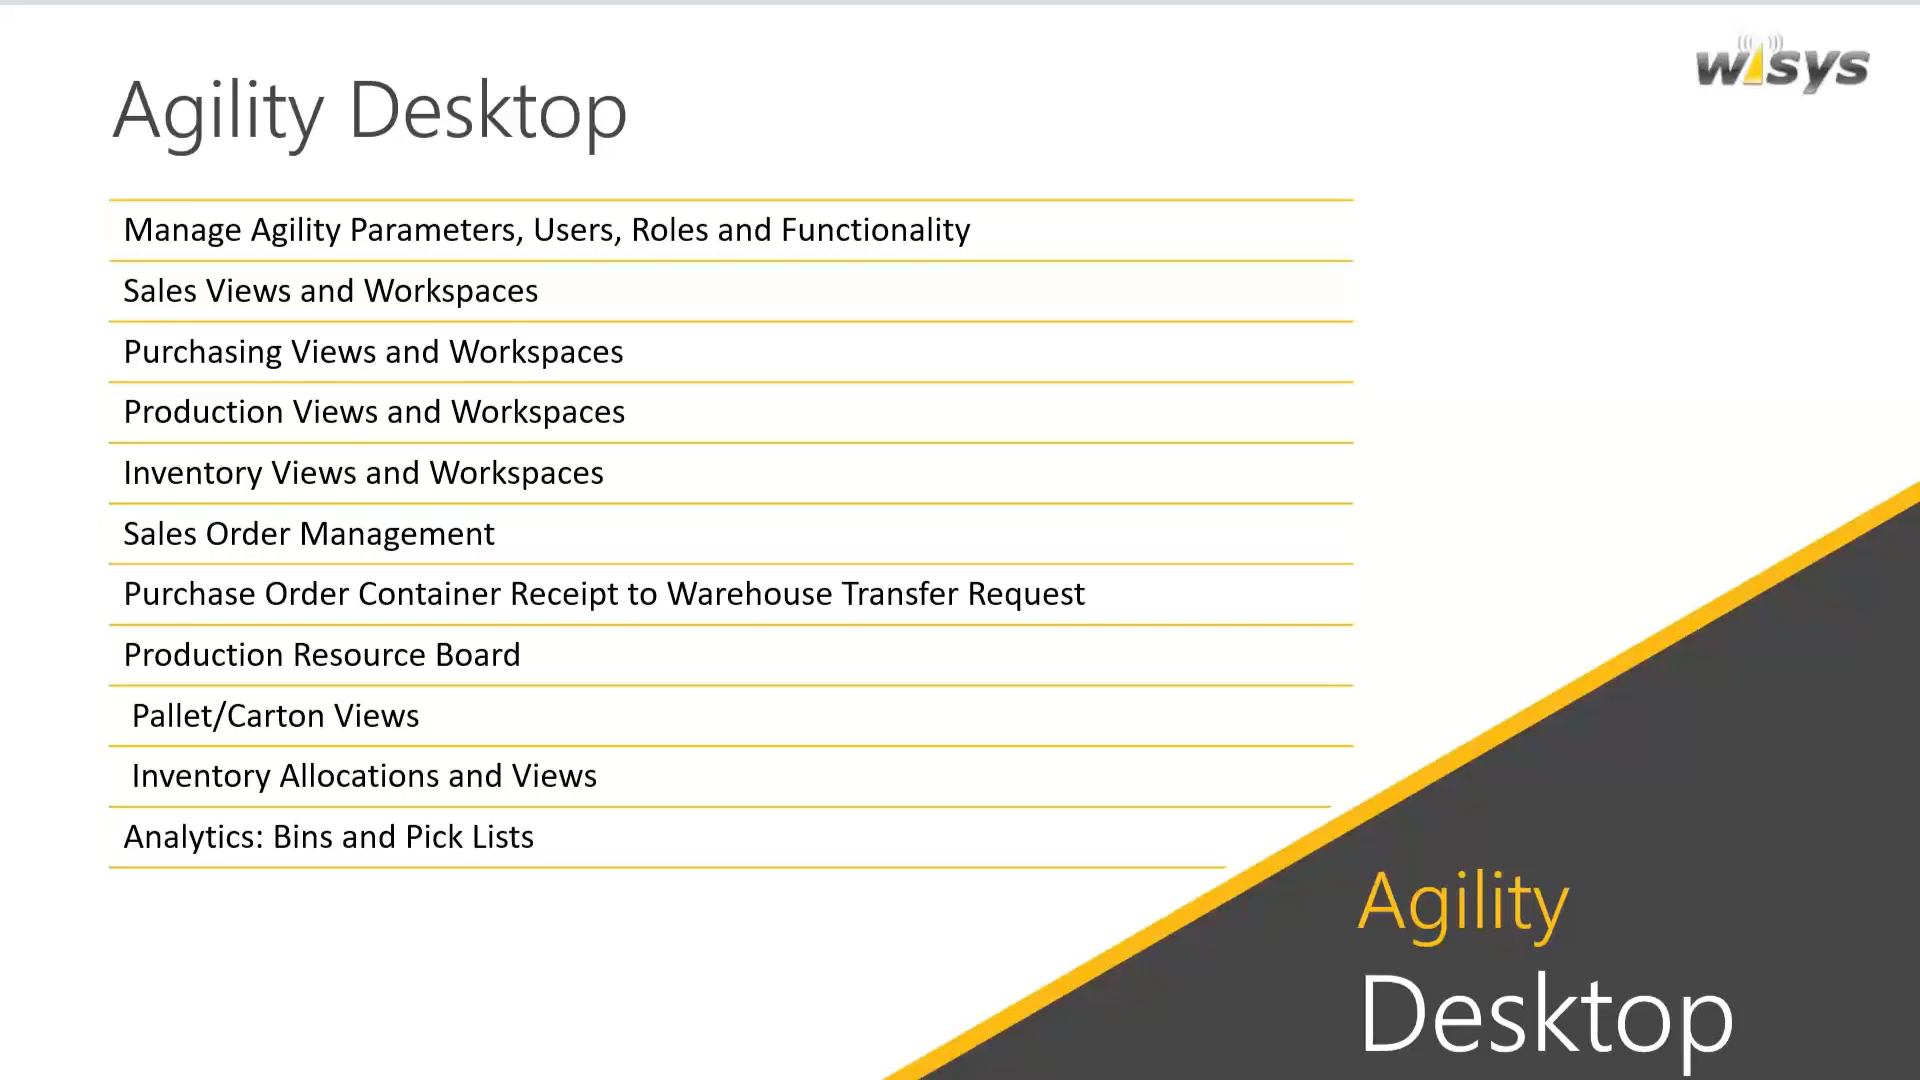 wisys
Agility Desktop
Manage Agility Parameters, Users, Roles and Functionality
Sales Views and Workspaces
Purchasing Views and Workspaces
Production Views and Workspaces
Inventory Views and Workspaces
Sales Order Management
Purchase Order Container Receipt to Warehouse Transfer Request
Production Resource Board
Pallet/Carton Views
Inventory Allocations and Views
Analytics: Bins and Pick Lists
Agility
Desktop